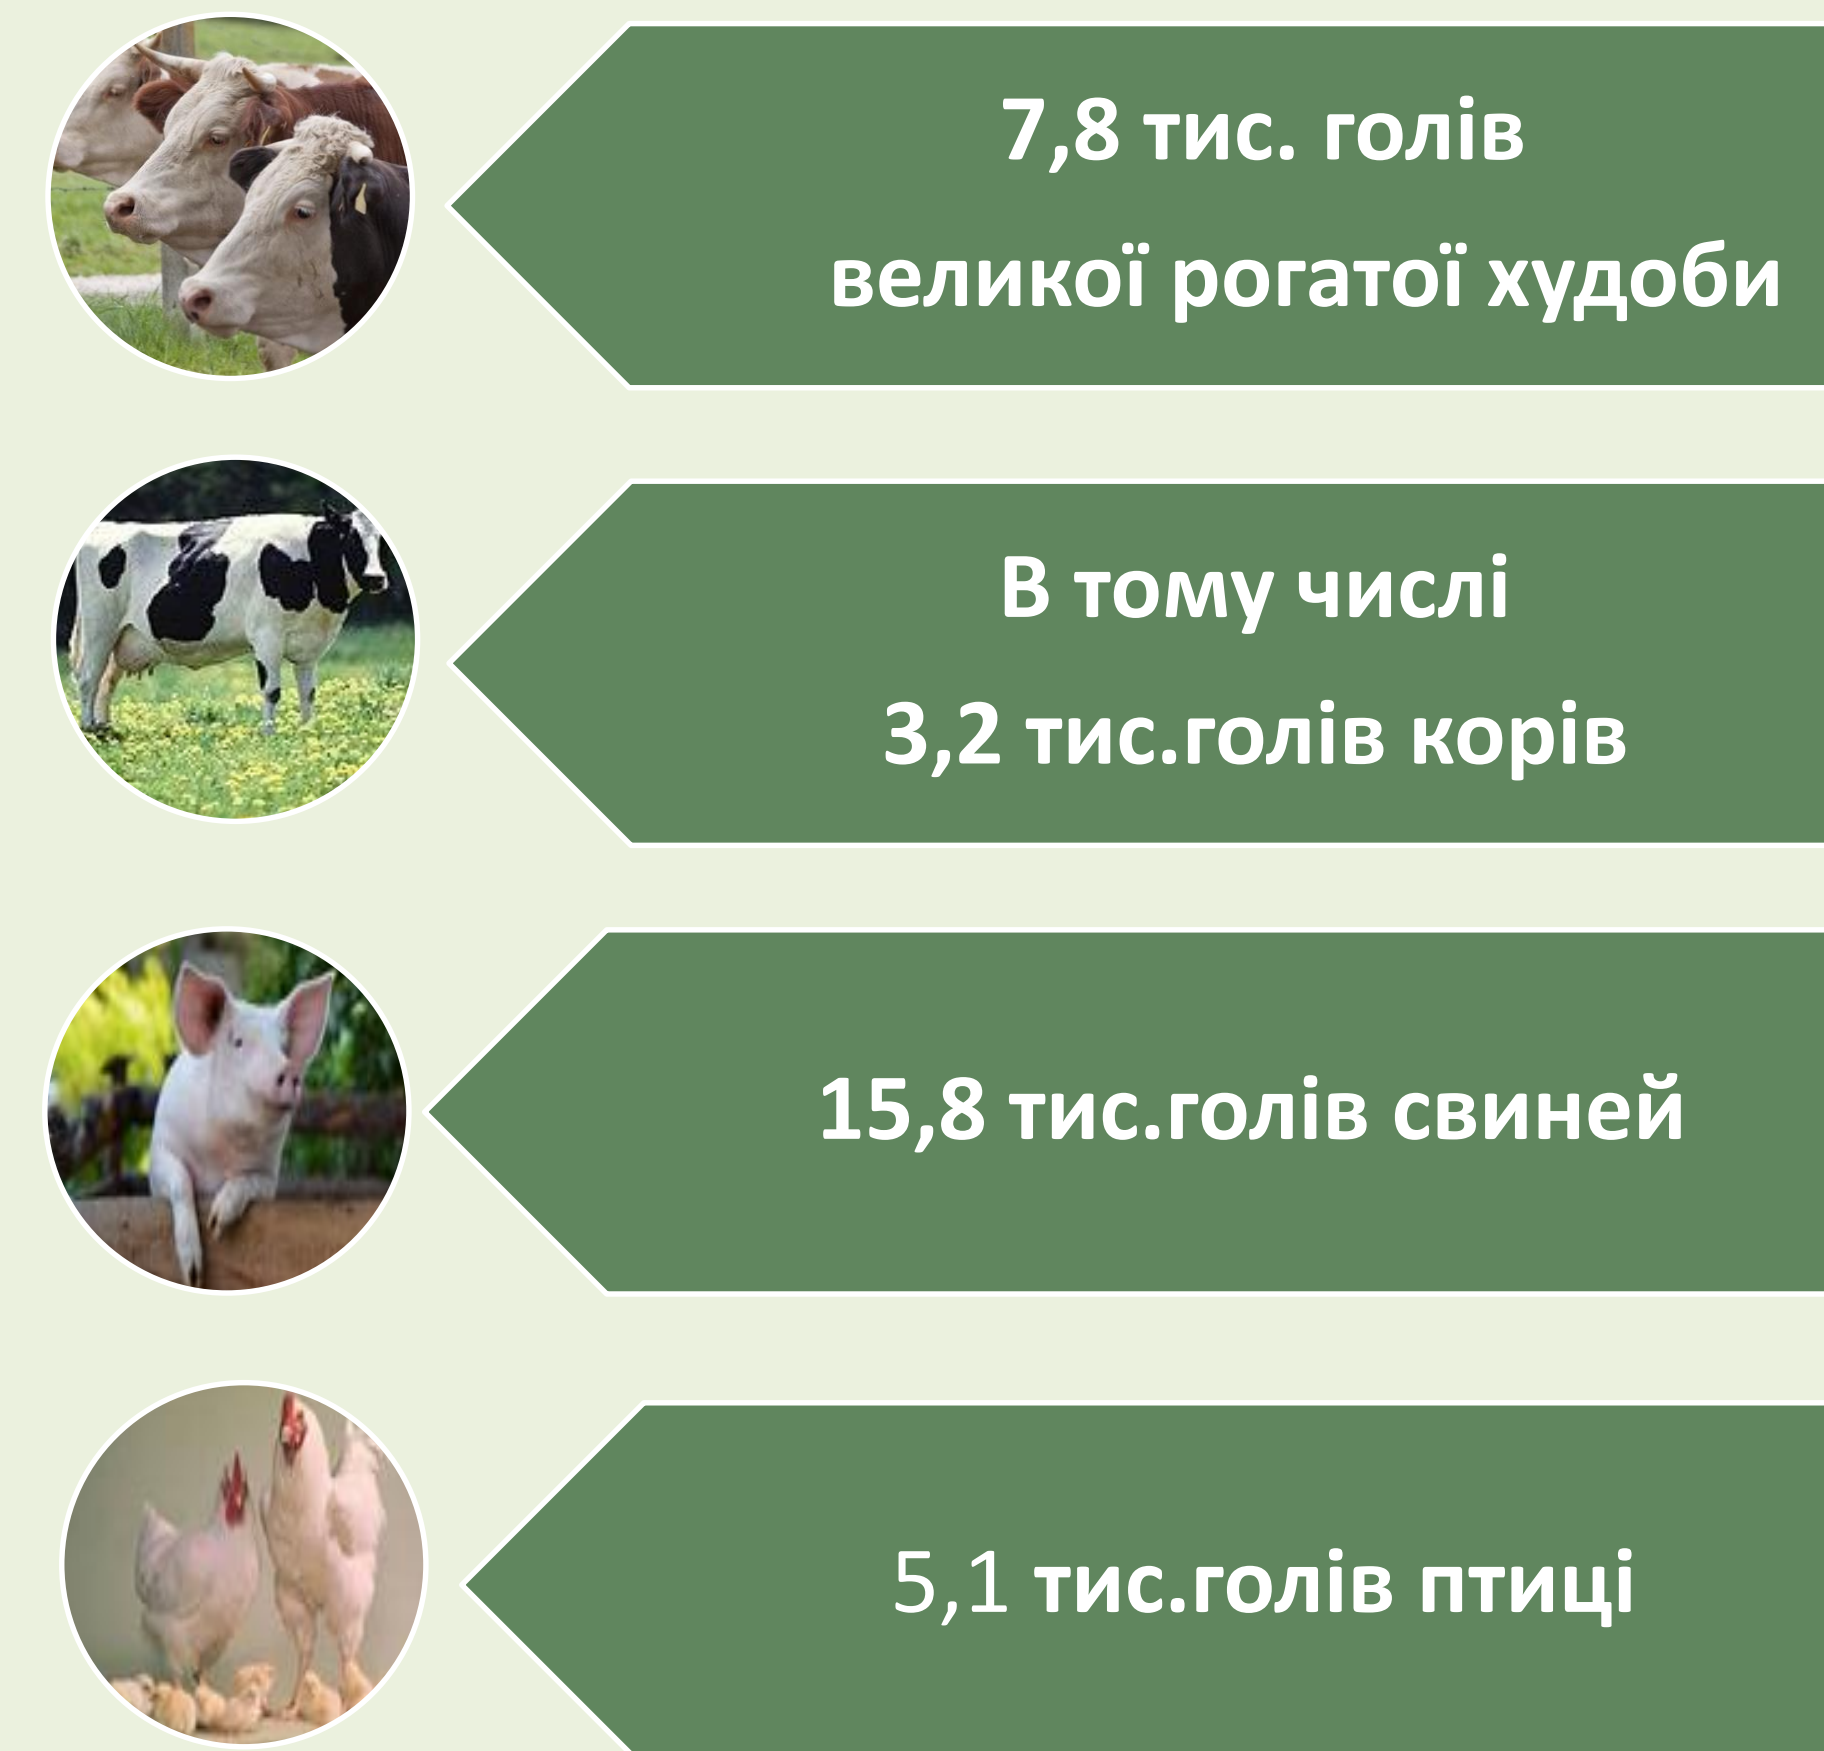 7,8 тис. голів
великої рогатої худоби
В тому числі
3,2 тис.голів корів
15,8 тис.голів свиней
5,1 тис.голів птиці